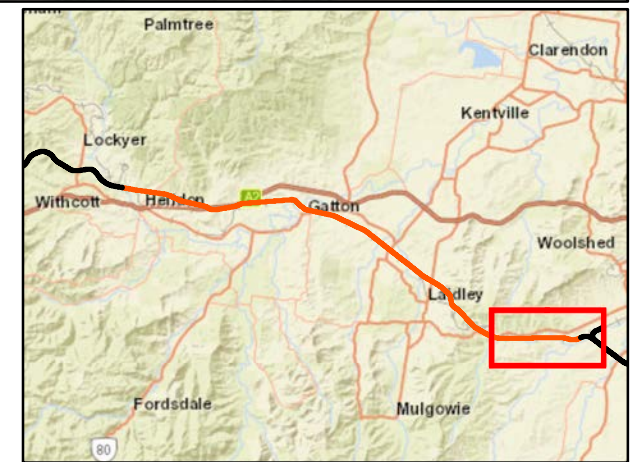 Palmtree
Clarendon
Kentville
Lockyer
Withcott
Helidon
A2
Gatton
Woolshed
Laidley
Fordsdale
Mulgowie
80